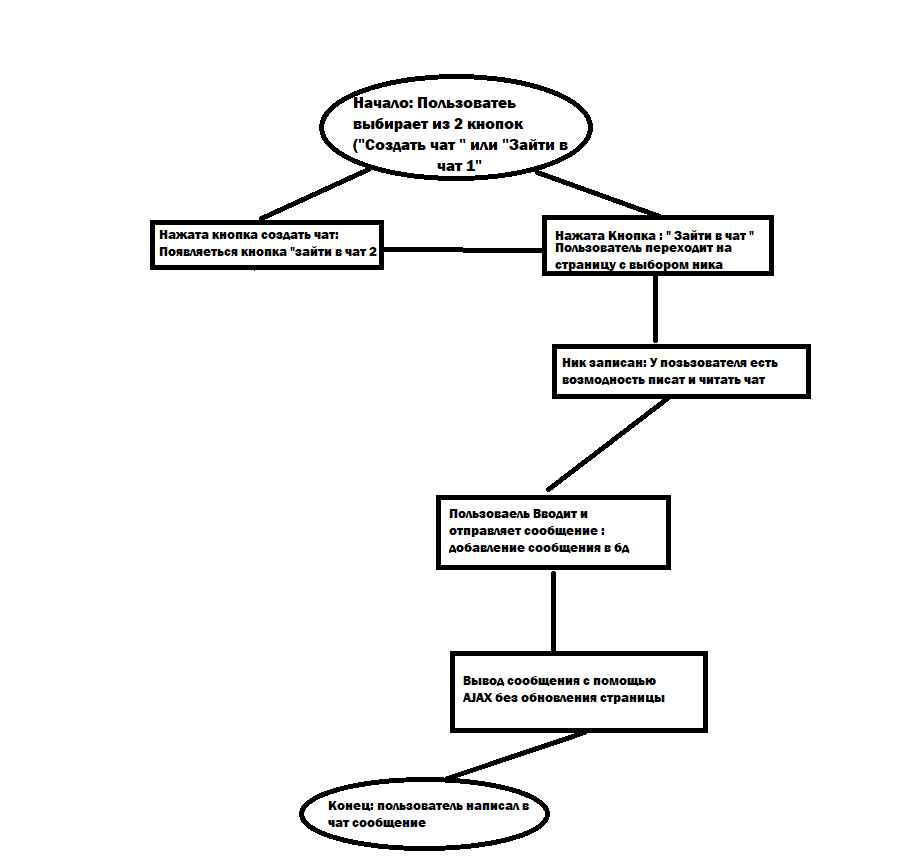 Начало: Пользоватеь
выбирает из 2 кнопок
("Создать чат " или "Зайти в
чат 1"
Нажата кнопка создать чат:
Появляеться кнопка "зайти в чат 2
Нажата Кнопка : " Зайти в чат "
Пользователь переходит на
страницу с выбором ника
Ник записан: У позьзователя есть
возмодность писат и читать чат
Пользоваель Вводит и
отправляет сообщение :
добавление сообщения в бд
Вывод сообщения с помощью
AJAX без обновления страницы
Конец: пользователь написал в
чат сообщение